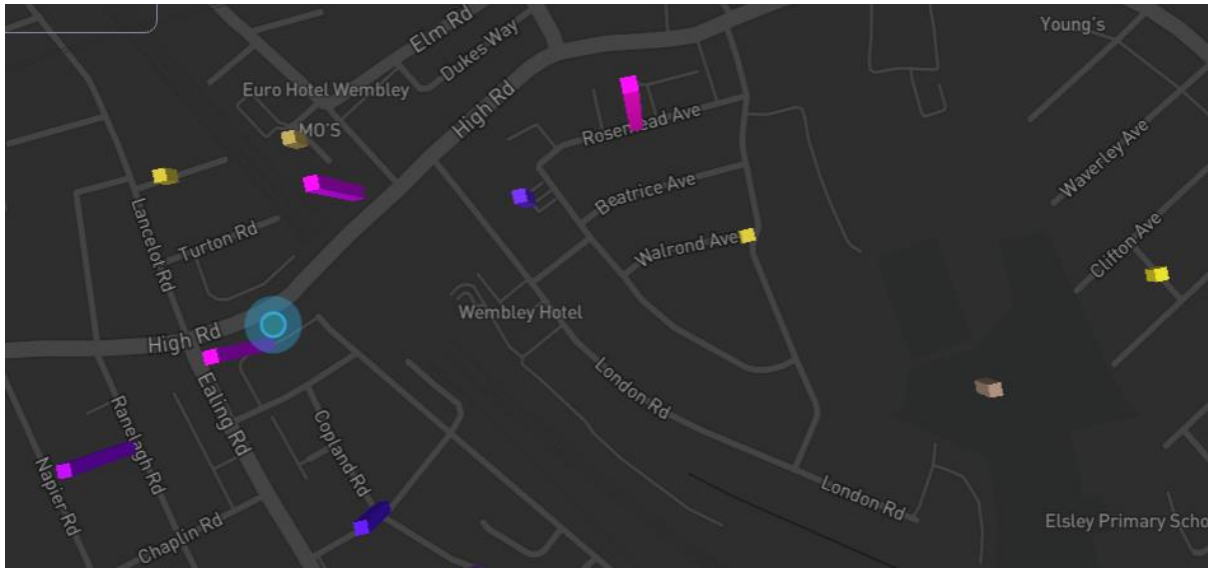 Young's
Elm Rd
Dukes Way
Euro Hotel Wembley
High Rd
MO'S
Rosemead Ave
Waverley Ave
Beatrice Ave
Lancelot Rd
Turton Rd
Walrond Ave
Clifton Ave
Wembley Hotel
High Rd
London Rd
Ealing Rd
Ranelagh Rd
Copland Rd
Napier Rd
London Rd
Chaplin Rd
Elsley Primary Scho